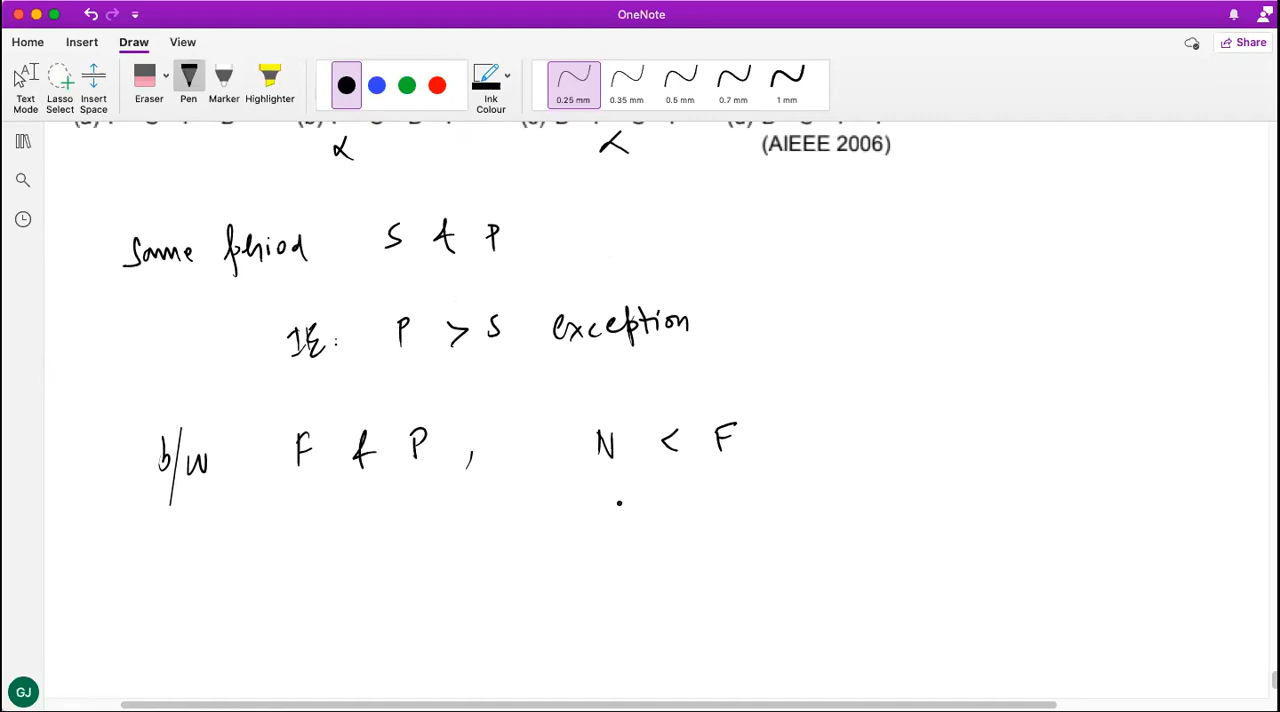 OneNote
Home Insert Draw View
Share
Text Mode
Lasso Select
Insert Space
Eraser
Pen
Marker
Highlighter
Ink Colour
0.25 mm
0.35 mm
0.5 mm
0.7 mm
1 mm
(AIEEE 2006)
Same period S & P
IE: P > S exception
b/w F & P, N < F
GJ